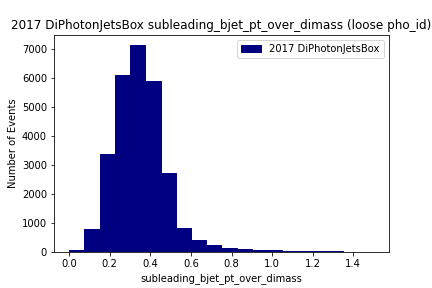 2017 DiPhotonJetsBox subleading_bjet_pt_over_dimass (loose pho_id)
2017 DiPhotonJetsBox
Number of Events
7000
6000
5000
4000
3000
2000
1000
0
0.0 0.2 0.4 0.6 0.8 1.0 1.2 1.4
subleading_bjet_pt_over_dimass